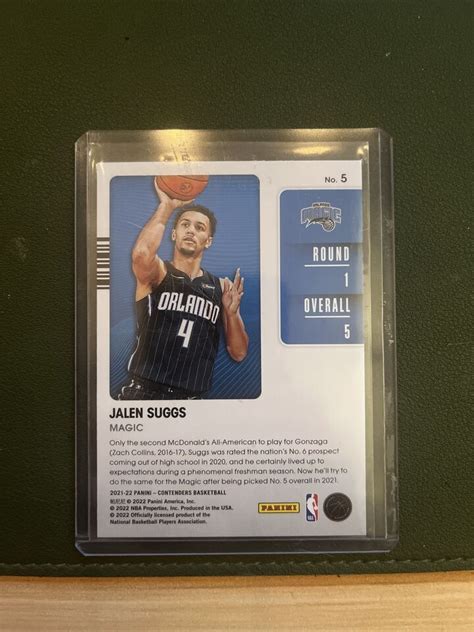 No. 5
MAGIC
ROUND
1
OVERALL
5
ORLANDO
4
JALEN SUGGS
MAGIC
Only the second McDonald's All-American to play for Gonzaga
(Zach Collins, 2016-17), Suggs was rated the nation's No. 6 prospect
coming out of high school in 2020, and he certainly lived up to
expectations during a phenomenal freshman season. Now he'll try to
do the same for the Magic after being picked No. 5 overall in 2021.
2021-22 PANINI – CONTENDERS BASKETBALL
© 2022 Panini America, Inc.
© 2022 NBA Properties, Inc. Produced in the USA.
© 2022 Officially licensed product of the
National Basketball Players Association.
PANINI